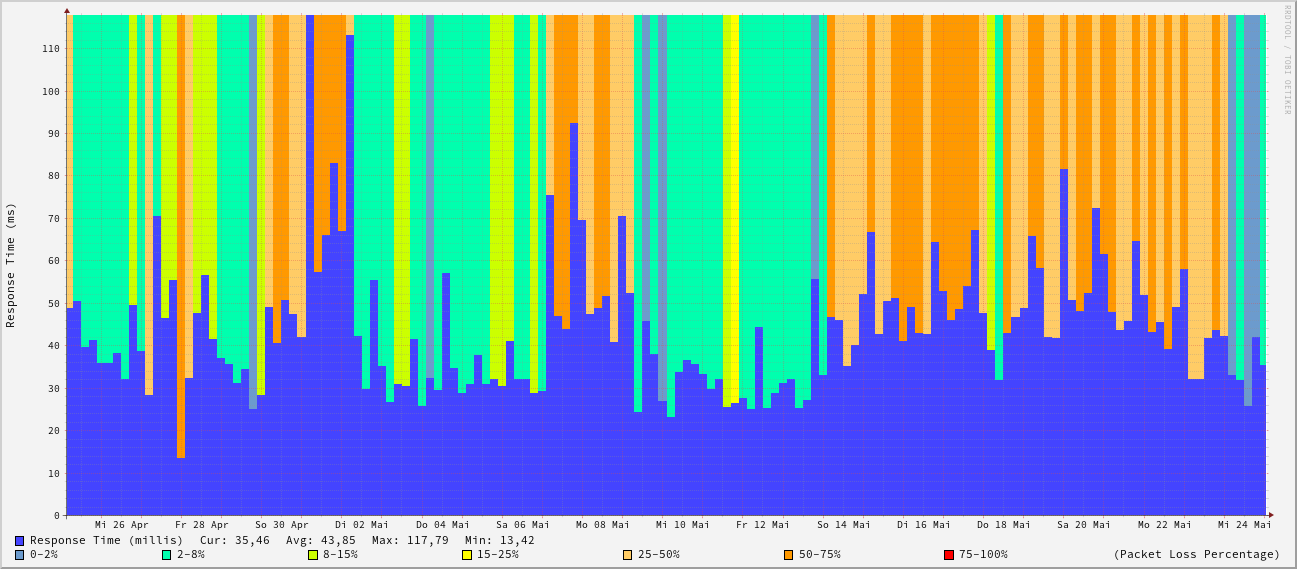 RRDTOOL / TOBI OETIKER
Response Time (ms)
110
100
90
80
70
60
50
40
30
20
10
0
Mi 26 Apr Fr 28 Apr So 30 Apr Di 02 Mai Do 04 Mai Sa 06 Mai Mo 08 Mai Mi 10 Mai Fr 12 Mai So 14 Mai Di 16 Mai Do 18 Mai Sa 20 Mai Mo 22 Mai Mi 24 Mai
Response Time (millis) Cur: 35,46 Avg: 43,85 Max: 117,79 Min: 13,42
0-2% 2-8% 8-15% 15-25% 25-50% 50-75% 75-100% (Packet Loss Percentage)